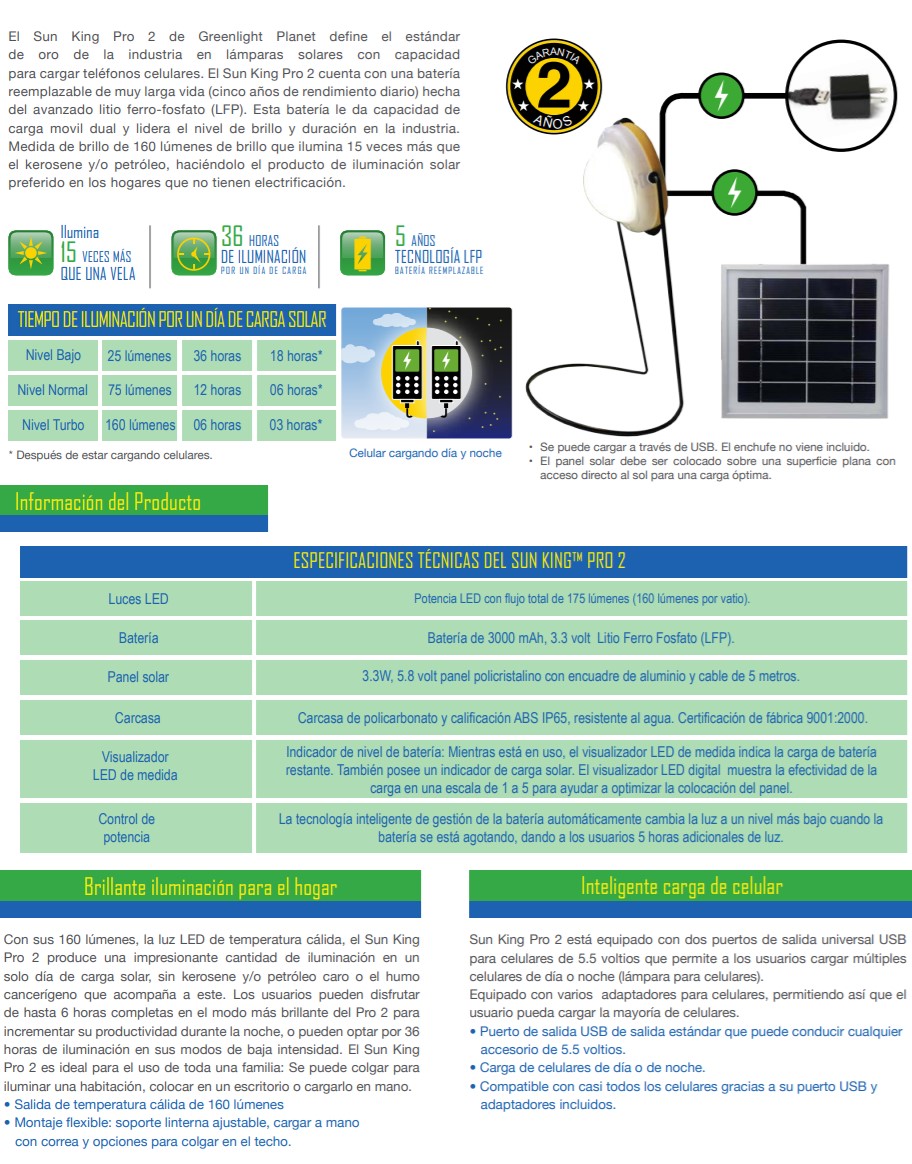 El Sun King Pro 2 de Greenlight Planet define el estándar
de oro de la industria en lámparas solares con capacidad
para cargar teléfonos celulares. El Sun King Pro 2 cuenta con una batería
reemplazable de muy larga vida (cinco años de rendimiento diario) hecha
del avanzado litio ferro-fosfato (LFP). Esta batería le da capacidad de
carga movil dual y lidera el nivel de brillo y duración en la industria.
Medida de brillo de 160 lúmenes de brillo que ilumina 15 veces más que
el kerosene y/o petróleo, haciéndolo el producto de iluminación solar
preferido en los hogares que no tienen electrificación.
GARANTIA
2
AÑOS
Ilumina
15 VECES MÁS
QUE UNA VELA
36 HORAS
DE ILUMINACIÓN
POR UN DÍA DE CARGA
5 AÑOS
TECNOLOGÍA LFP
BATERÍA REEMPLAZABLE
TIEMPO DE ILUMINACIÓN POR UN DÍA DE CARGA SOLAR
Nivel Bajo 25 lúmenes 36 horas 18 horas*
Nivel Normal 75 lúmenes 12 horas 06 horas*
Nivel Turbo 160 lúmenes 06 horas 03 horas*
* Después de estar cargando celulares.
Celular cargando día y noche
• Se puede cargar a través de USB. El enchufe no viene incluido.
• El panel solar debe ser colocado sobre una superficie plana con
acceso directo al sol para una carga óptima.
Información del Producto
ESPECIFICACIONES TÉCNICAS DEL SUN KING™ PRO 2
Luces LED
Potencia LED con flujo total de 175 lúmenes (160 lúmenes por vatio).
Batería
Batería de 3000 mAh, 3.3 volt Litio Ferro Fosfato (LFP).
Panel solar
3.3W, 5.8 volt panel policristalino con encuadre de aluminio y cable de 5 metros.
Carcasa
Carcasa de policarbonato y calificación ABS IP65, resistente al agua. Certificación de fábrica 9001:2000.
Visualizador
LED de medida
Indicador de nivel de batería: Mientras está en uso, el visualizador LED de medida indica la carga de batería
restante. También posee un indicador de carga solar. El visualizador LED digital muestra la efectividad de la
carga en una escala de 1 a 5 para ayudar a optimizar la colocación del panel.
Control de
potencia
La tecnología inteligente de gestión de la batería automáticamente cambia la luz a un nivel más bajo cuando la
batería se está agotando, dando a los usuarios 5 horas adicionales de luz.
Brillante iluminación para el hogar
Con sus 160 lúmenes, la luz LED de temperatura cálida, el Sun King
Pro 2 produce una impresionante cantidad de iluminación en un
solo día de carga solar, sin kerosene y/o petróleo caro o el humo
cancerígeno que acompaña a este. Los usuarios pueden disfrutar
de hasta 6 horas completas en el modo más brillante del Pro 2 para
incrementar su productividad durante la noche, o pueden optar por 36
horas de iluminación en sus modos de baja intensidad. El Sun King
Pro 2 es ideal para el uso de toda una familia: Se puede colgar para
iluminar una habitación, colocar en un escritorio o cargarlo en mano.
• Salida de temperatura cálida de 160 lúmenes
• Montaje flexible: soporte linterna ajustable, cargar a mano
con correa y opciones para colgar en el techo.
Inteligente carga de celular
Sun King Pro 2 está equipado con dos puertos de salida universal USB
para celulares de 5.5 voltios que permite a los usuarios cargar múltiples
celulares de día o noche (lámpara para celulares).
Equipado con varios adaptadores para celulares, permitiendo así que el
usuario pueda cargar la mayoría de celulares.
• Puerto de salida USB de salida estándar que puede conducir cualquier
accesorio de 5.5 voltios.
• Carga de celulares de día o de noche.
• Compatible con casi todos los celulares gracias a su puerto USB y
adaptadores incluidos.